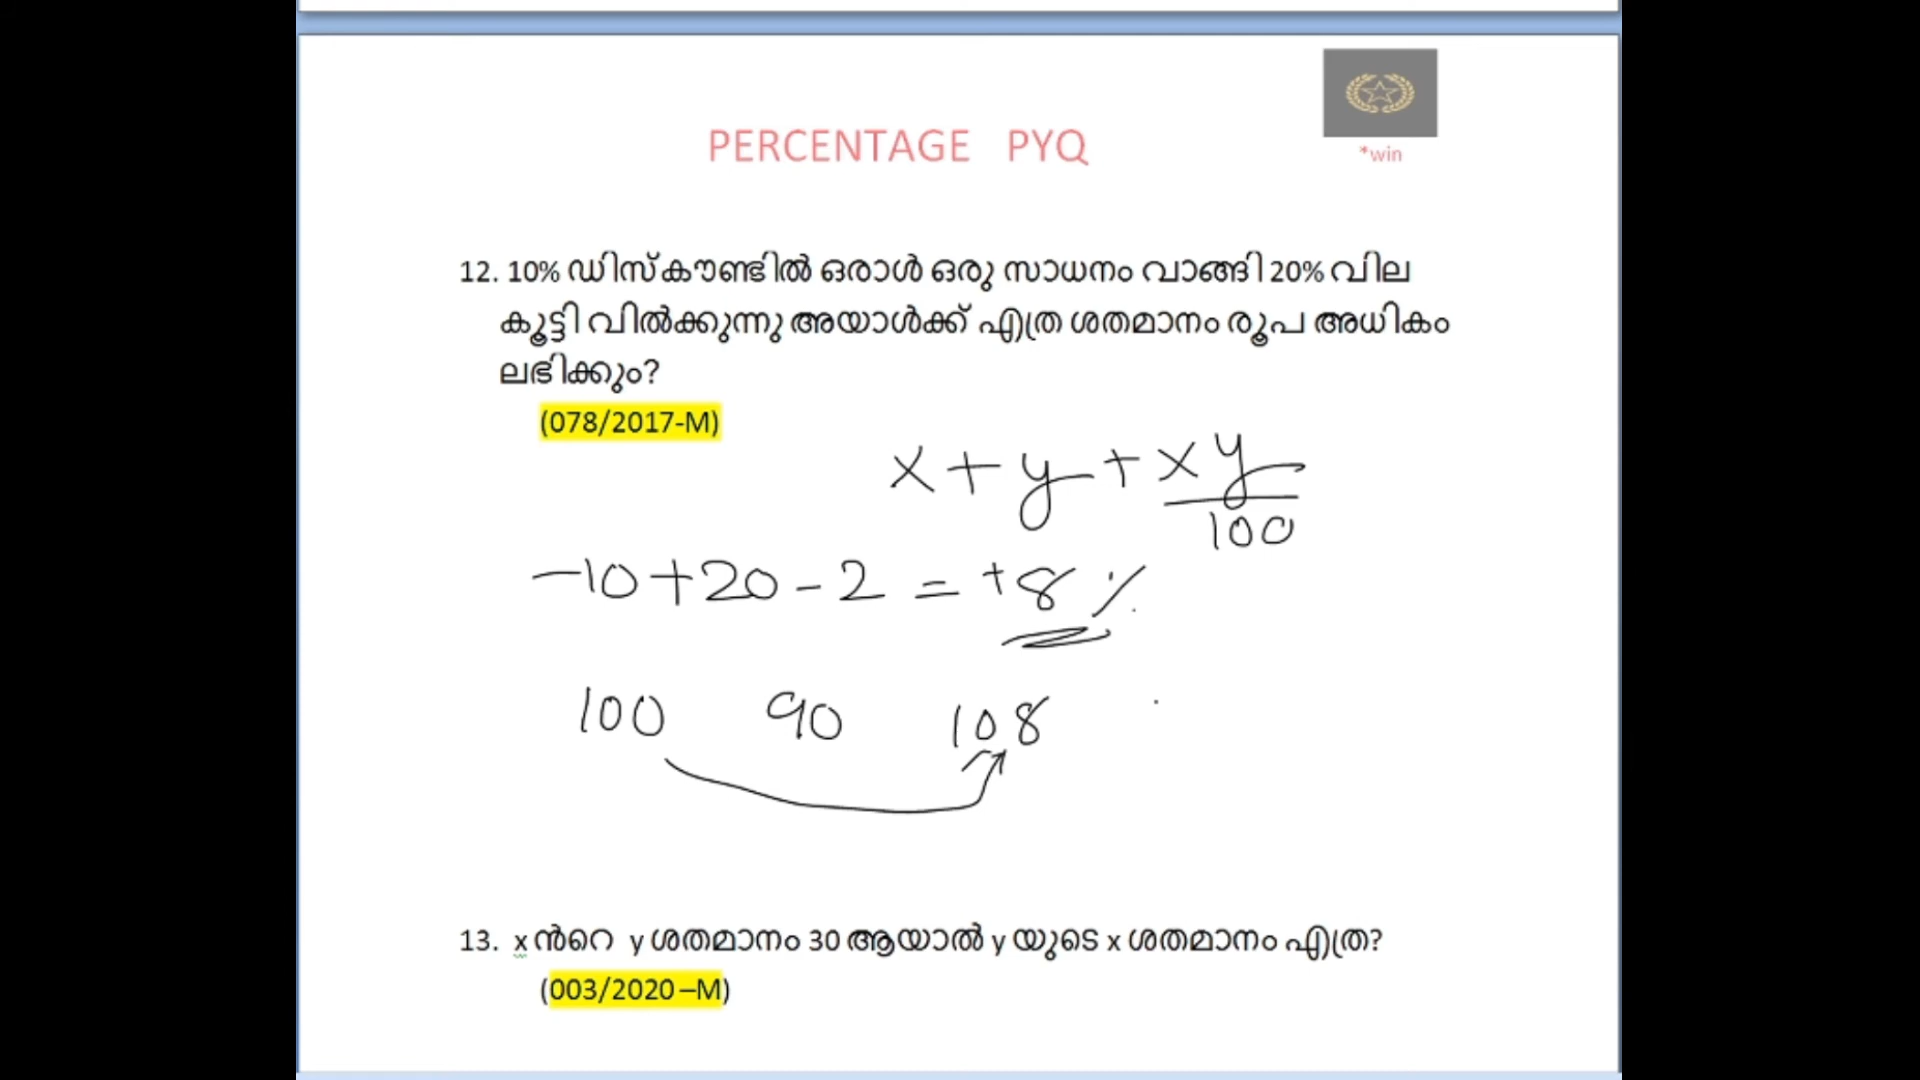 *win
PERCENTAGE PYQ
12. 10% ഡിസ്കൗണ്ടിൽ ഒരാൾ ഒരു സാധനം വാങ്ങി 20% വില
കൂട്ടി വിൽക്കുന്നു അയാൾക്ക് എത്ര ശതമാനം രൂപ അധികം
ലഭിക്കും?
(078/2017-M)
x + y + xy
100
-10 + 20 - 2 = +8 %
100 90 108
13. x ൻറെ y ശതമാനം 30 ആയാൽ y യുടെ x ശതമാനം എത്ര?
(003/2020 –M)